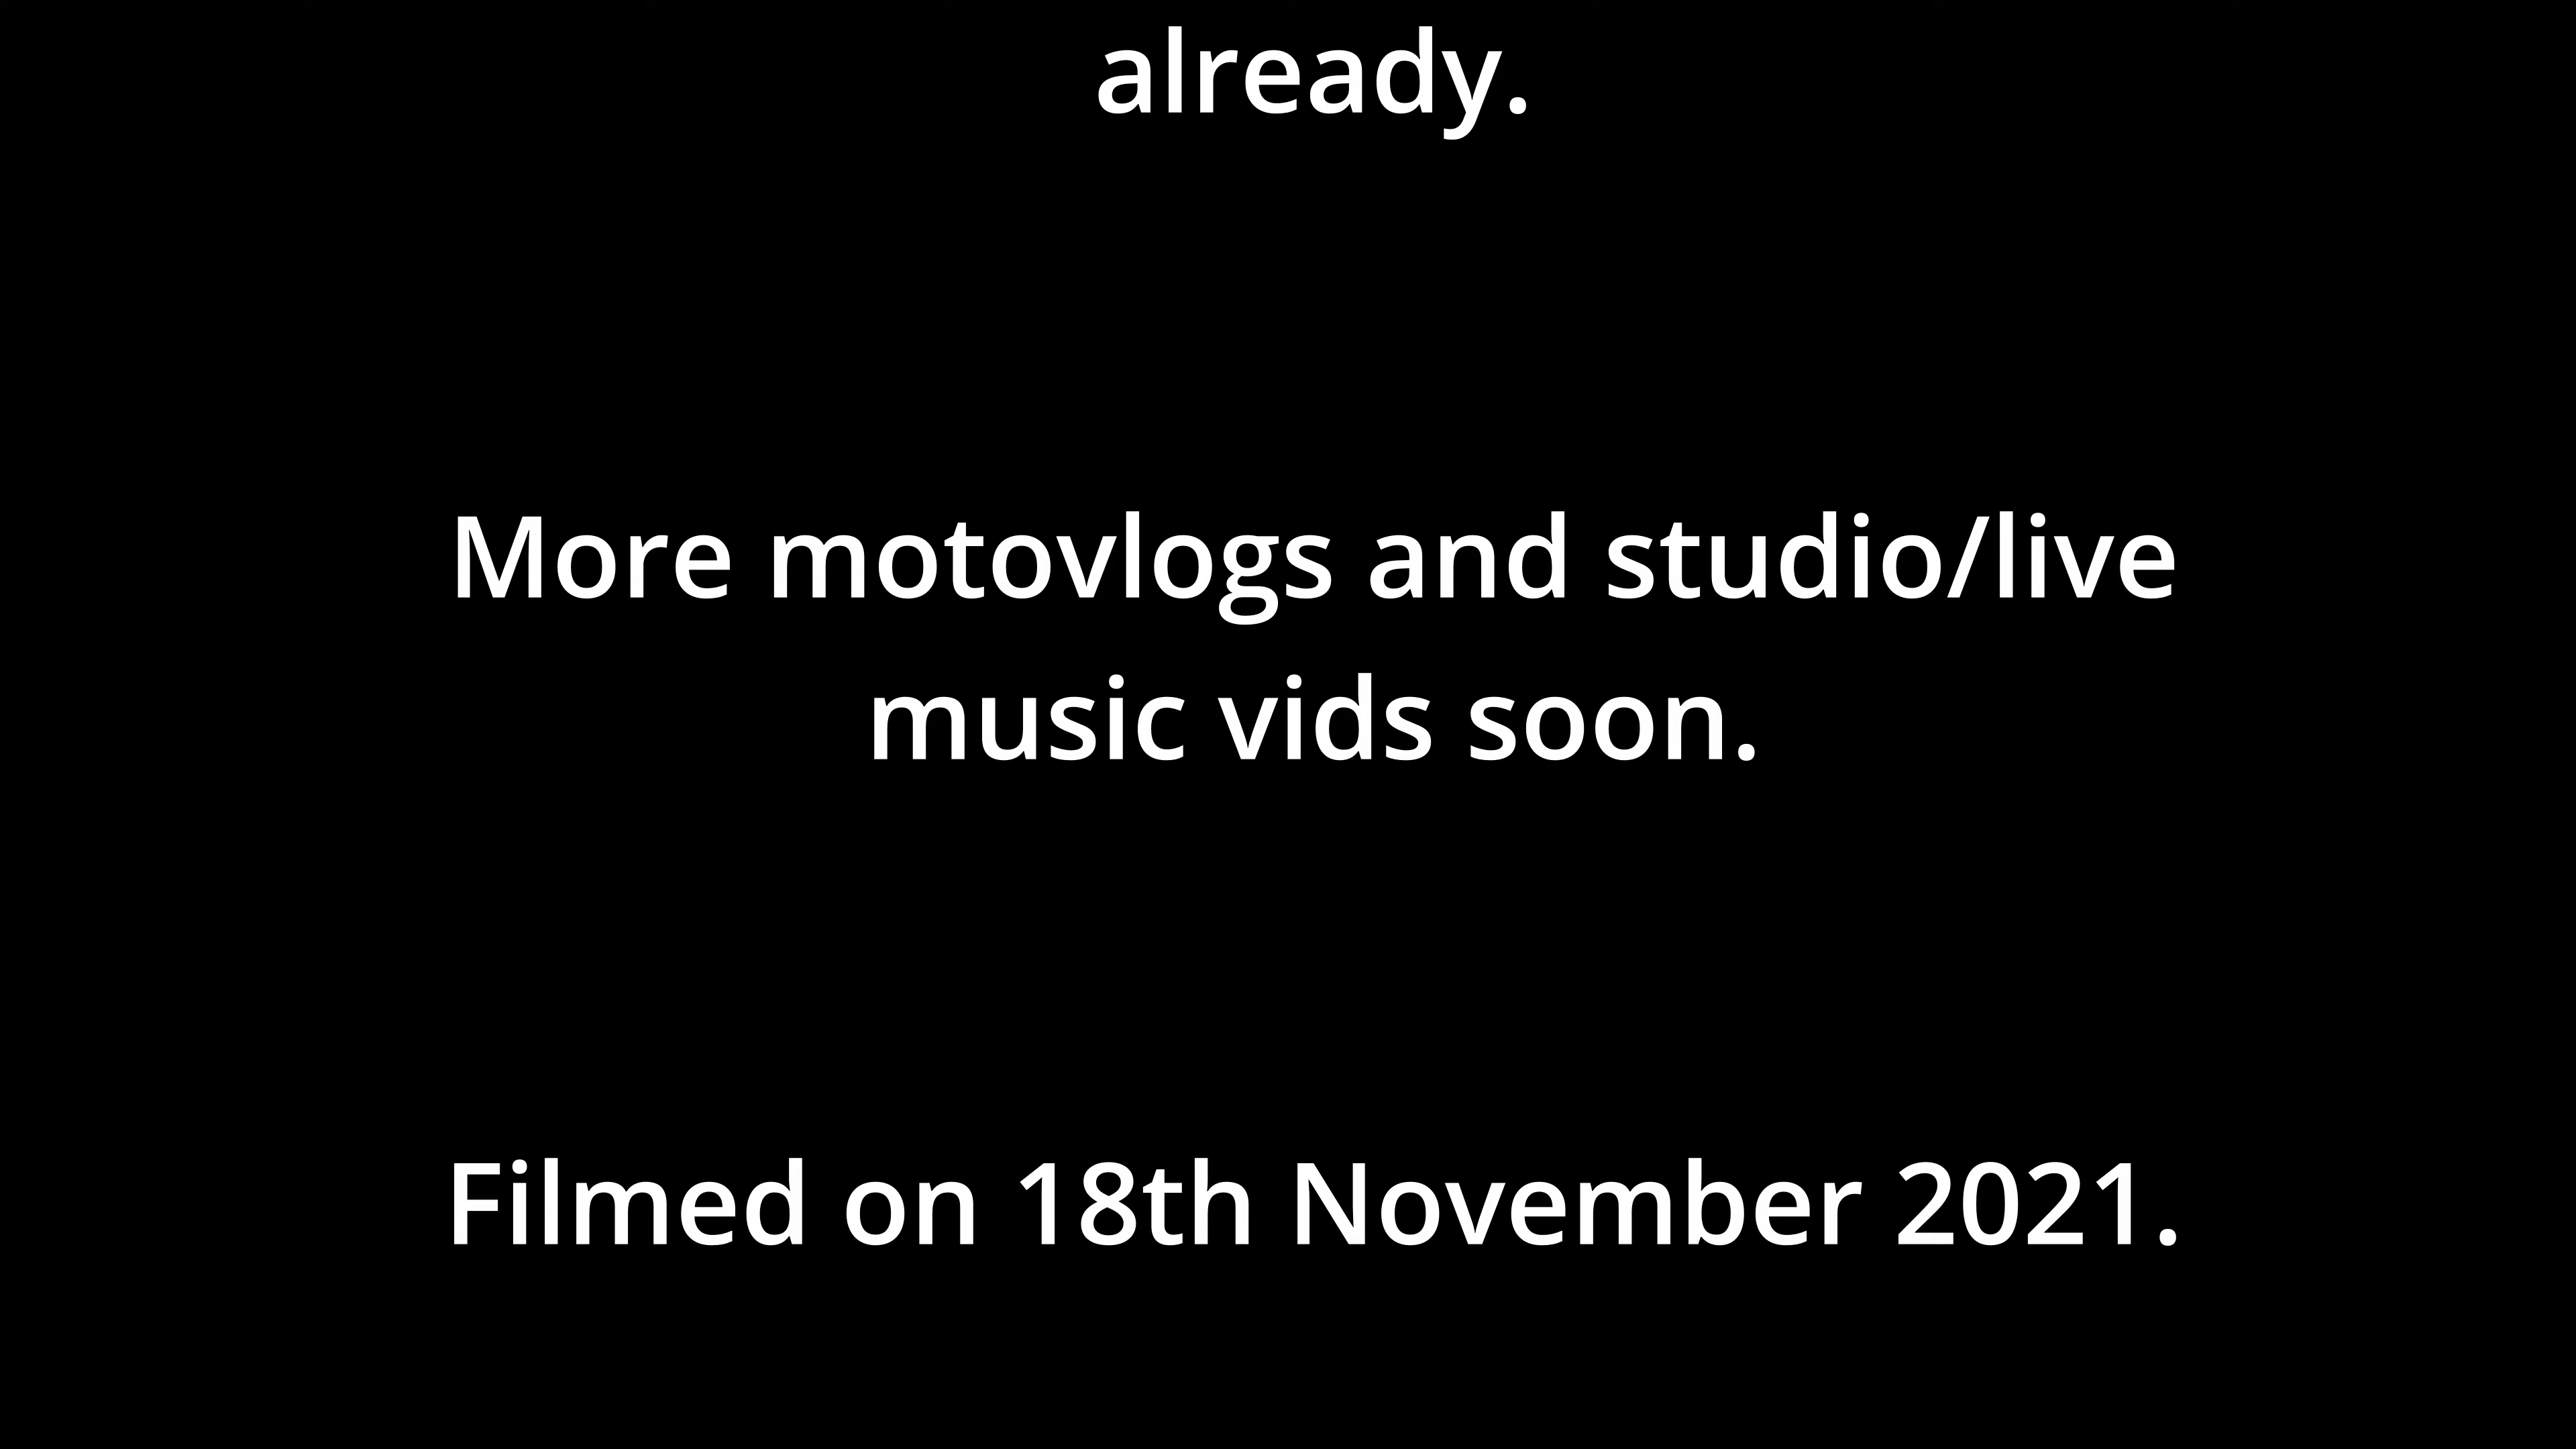 already.
More motovlogs and studio/live
music vids soon.
Filmed on 18th November 2021.